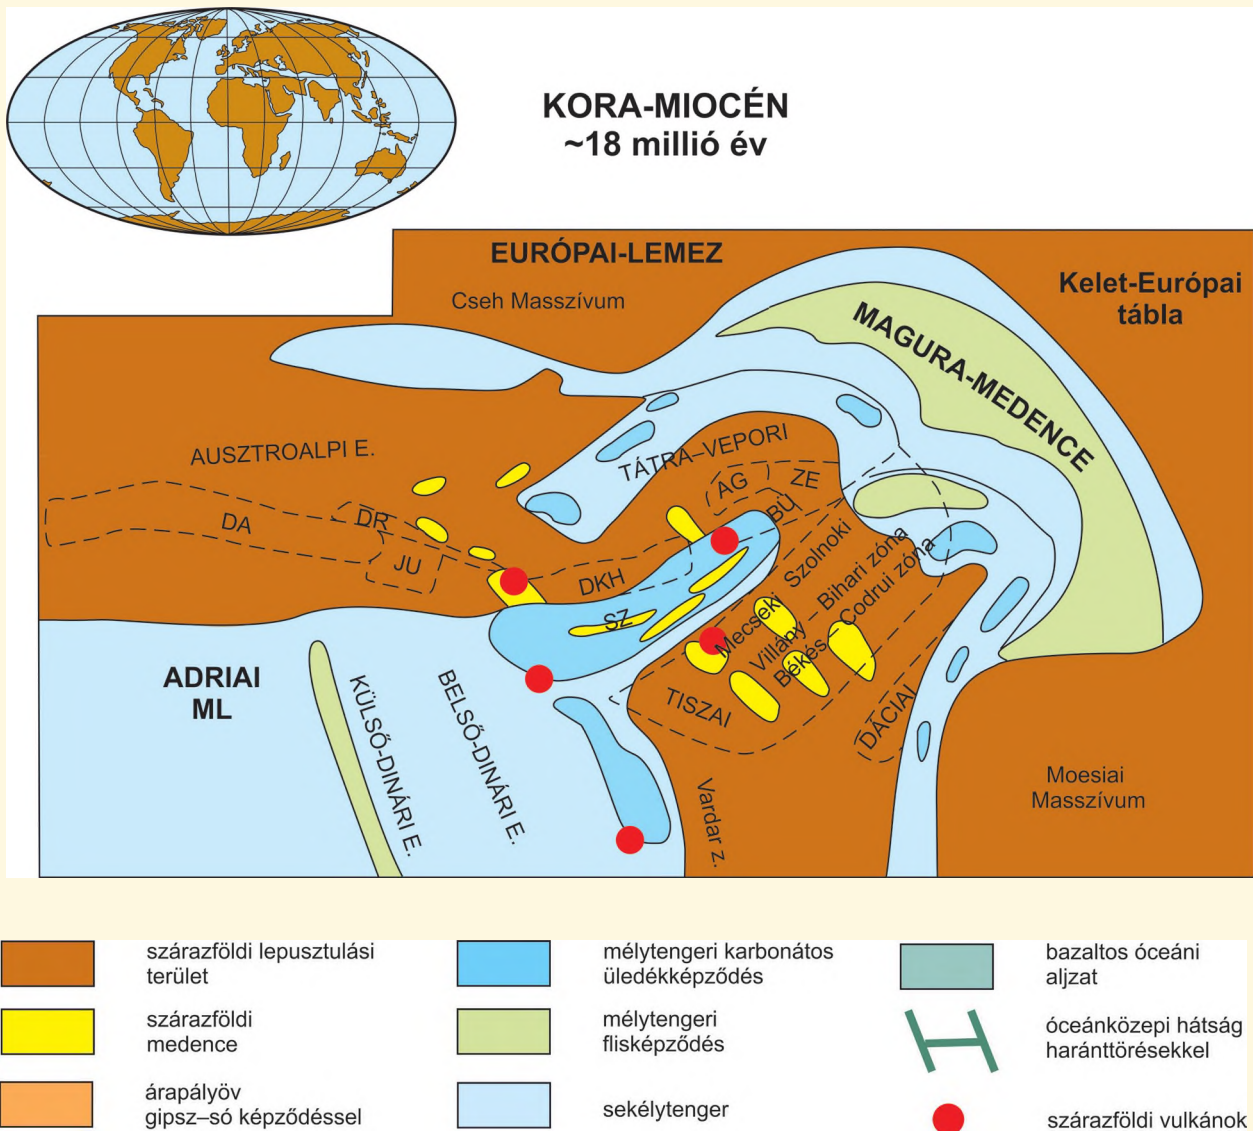 KORA-MIOCÉN
~18 millió év
EURÓPAI-LEMEZ
Cseh Masszívum
Kelet-Európai
tábla
MAGURA-MEDENCE
AUSZTROALPI E.
TÁTRA–VEPORI
ÁG
ZE
BÜ
DA
DR
JU
DKH
SZ
Szolnoki
Mecseki
Bihari zóna
Villány –
Codrui zóna
Békés –
TISZAI
DÁCIAI
ADRIAI
ML
KÜLSŐ-DINÁRI E.
BELSŐ-DINÁRI E.
Vardar z.
Moesiai
Masszívum
szárazföldi lepusztulási
terület
szárazföldi
medence
árapályöv
gipsz–só képződéssel
mélytengeri karbonátos
üledékképződés
mélytengeri
flisképződés
sekélytenger
bazaltos óceáni
aljzat
óceánközepi hátság
haránttörésekkel
szárazföldi vulkánok